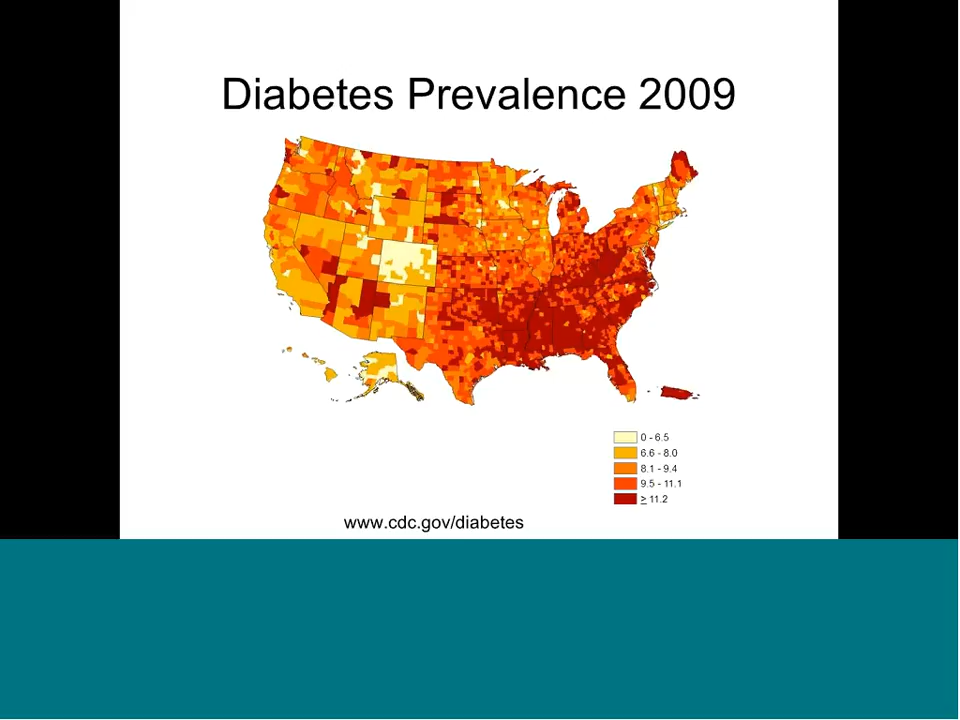 Diabetes Prevalence 2009
0 - 6.5
6.6 - 8.0
8.1 - 9.4
9.5 - 11.1
≥ 11.2
www.cdc.gov/diabetes